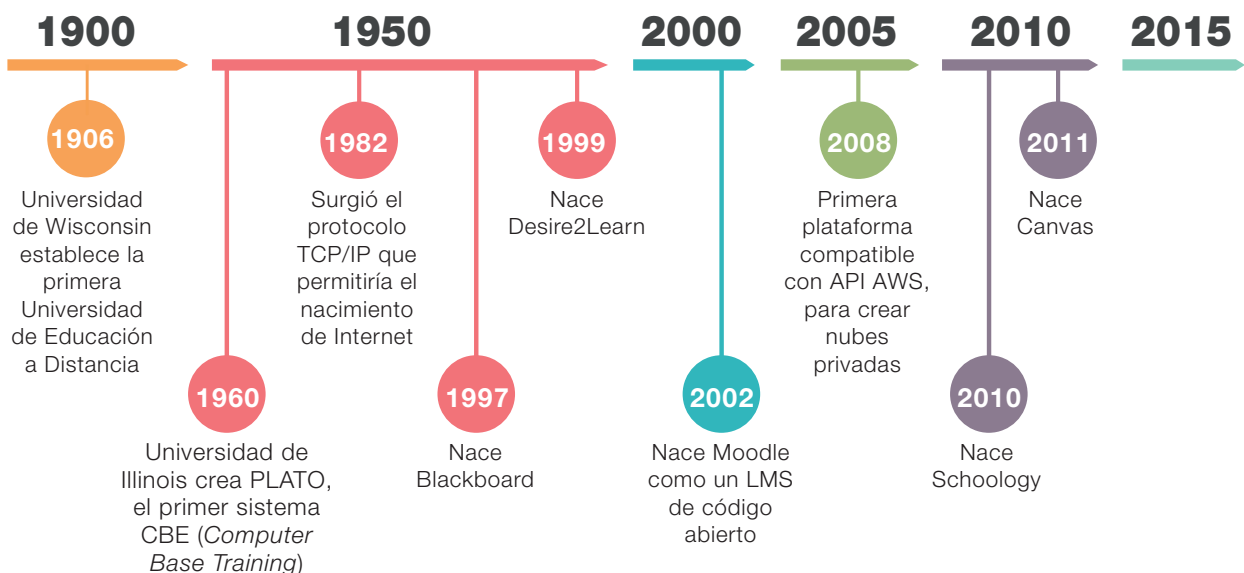 1900
1950
2000
2005
2010
2015
1906
Universidad
de Wisconsin
establece la
primera
Universidad
de Educación
a Distancia
1960
Universidad de
Illinois crea PLATO,
el primer sistema
CBE (Computer
Base Training)
1982
Surgió el
protocolo
TCP/IP que
permitiría el
nacimiento
de Internet
1997
Nace
Blackboard
1999
Nace
Desire2Learn
2002
Nace Moodle
como un LMS
de código
abierto
2008
Primera
plataforma
compatible
con API AWS,
para crear
nubes
privadas
2010
Nace
Schoology
2011
Nace
Canvas